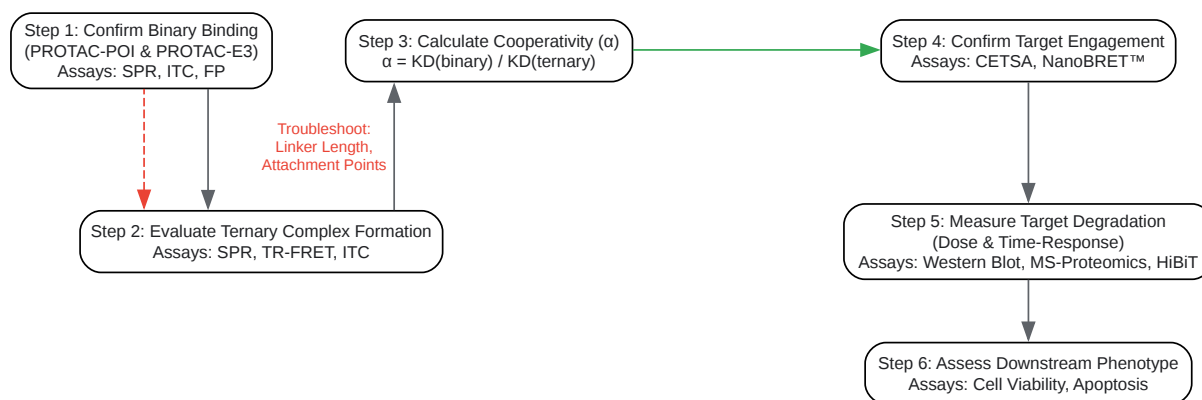 Step 1: Confirm Binary Binding
(PROTAC-POI & PROTAC-E3)
Assays: SPR, ITC, FP
Step 3: Calculate Cooperativity (α)
α = KD(binary) / KD(ternary)
Step 4: Confirm Target Engagement
Assays: CETSA, NanoBRET™
Troubleshoot:
Linker Length,
Attachment Points
Step 2: Evaluate Ternary Complex Formation
Assays: SPR, TR-FRET, ITC
Step 5: Measure Target Degradation
(Dose & Time-Response)
Assays: Western Blot, MS-Proteomics, HiBiT
Step 6: Assess Downstream Phenotype
Assays: Cell Viability, Apoptosis